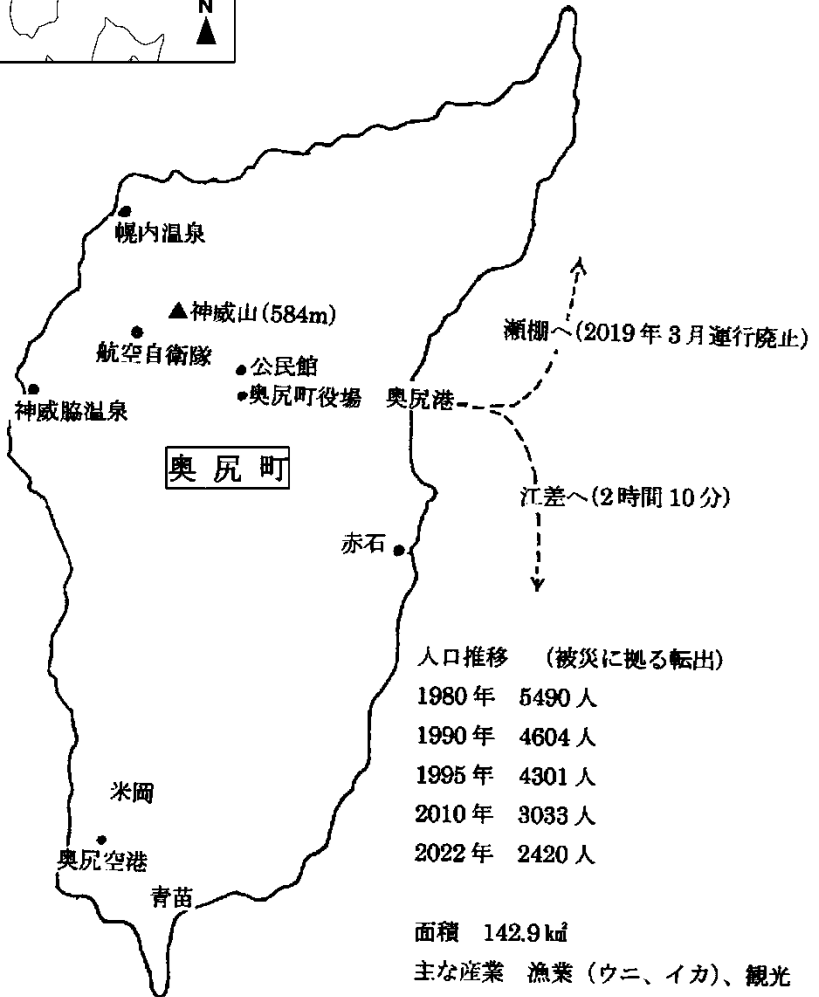 N
幌内温泉
神威山(584m)
航空自衛隊
公民館
神威脇温泉
奥尻町役場
奥尻港
瀬棚へ(2019年3月運行廃止)
奥尻町
江差へ(2時間10分)
赤石
人口推移 (被災に拠る転出)
1980年 5490人
1990年 4604人
1995年 4301人
2010年 3033人
2022年 2420人
米岡
奥尻空港
青苗
面積 142.9㎢
主な産業 漁業(ウニ、イカ)、観光